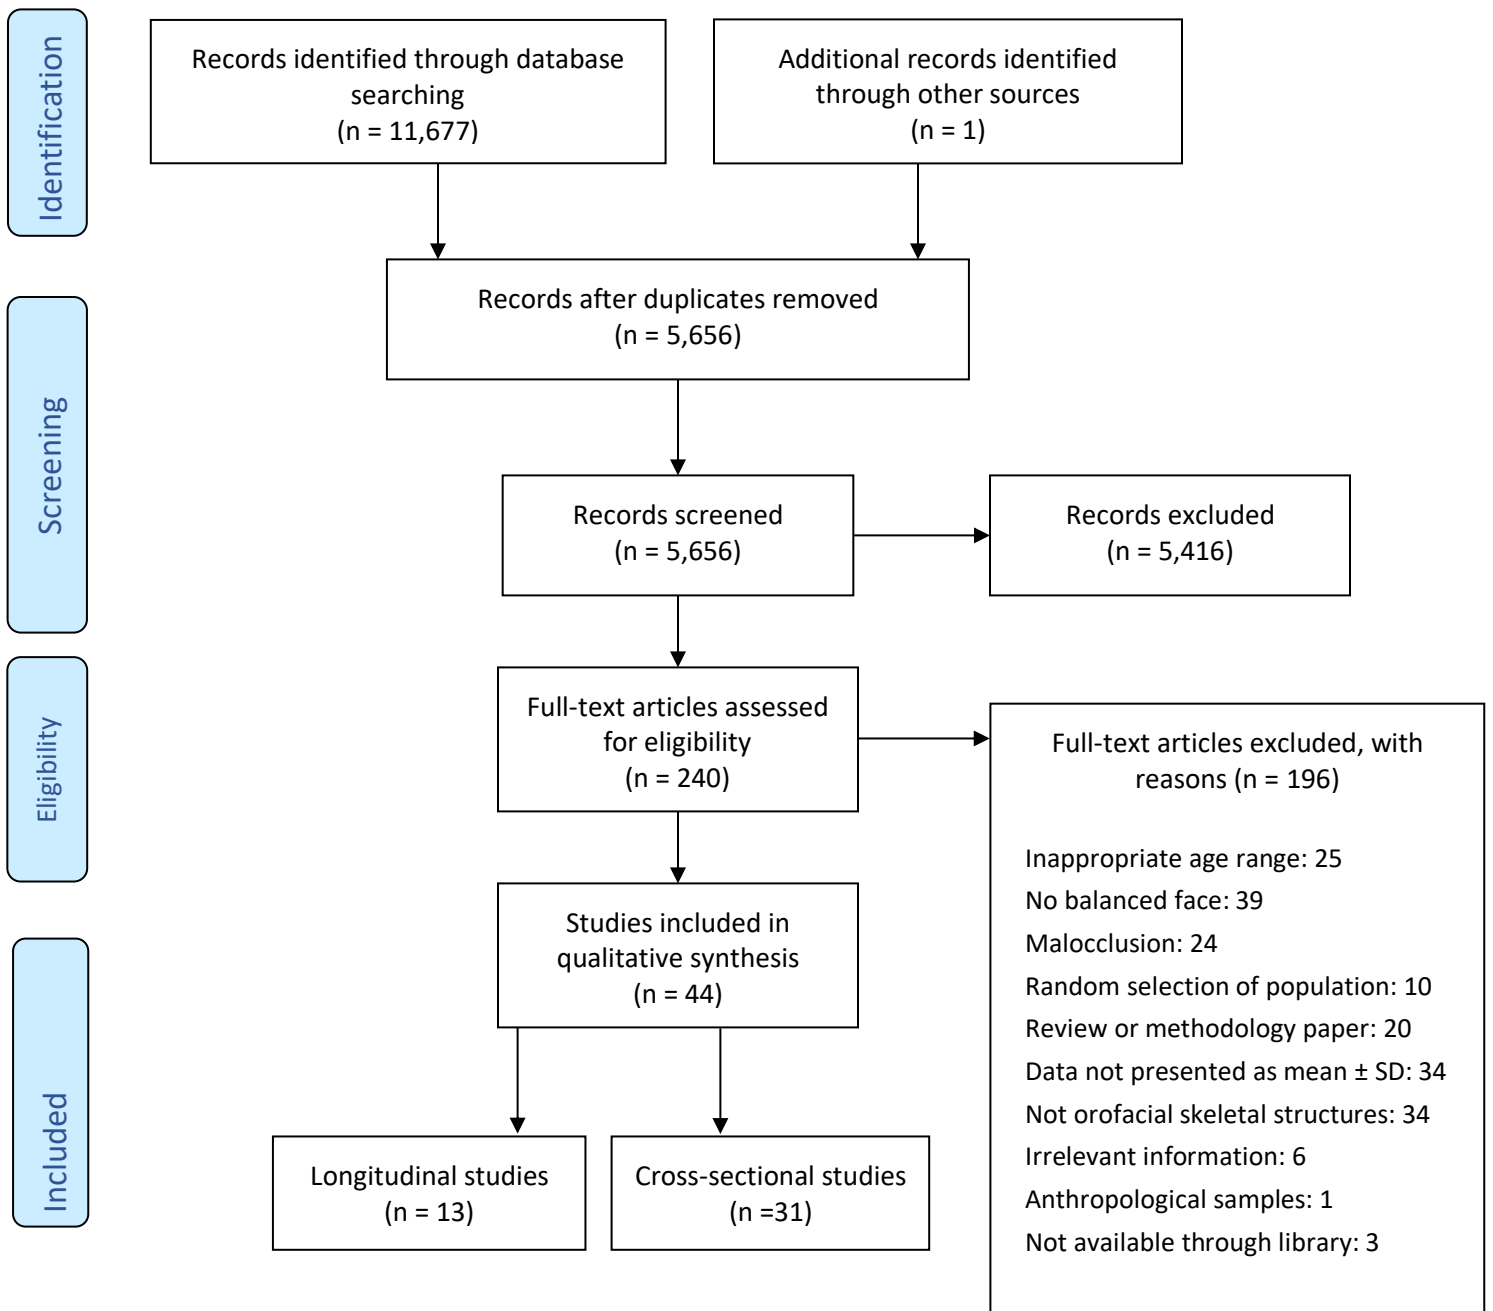 Identification
Records identified through database
searching
(n = 11,677)
Additional records identified
through other sources
(n = 1)
Screening
Records after duplicates removed
(n = 5,656)
Records screened
(n = 5,656)
Records excluded
(n = 5,416)
Eligibility
Full-text articles assessed
for eligibility
(n = 240)
Full-text articles excluded, with
reasons (n = 196)
Inappropriate age range: 25
No balanced face: 39
Malocclusion: 24
Random selection of population: 10
Review or methodology paper: 20
Data not presented as mean ± SD: 34
Not orofacial skeletal structures: 34
Irrelevant information: 6
Anthropological samples: 1
Not available through library: 3
Included
Studies included in
qualitative synthesis
(n = 44)
Longitudinal studies
(n = 13)
Cross-sectional studies
(n =31)